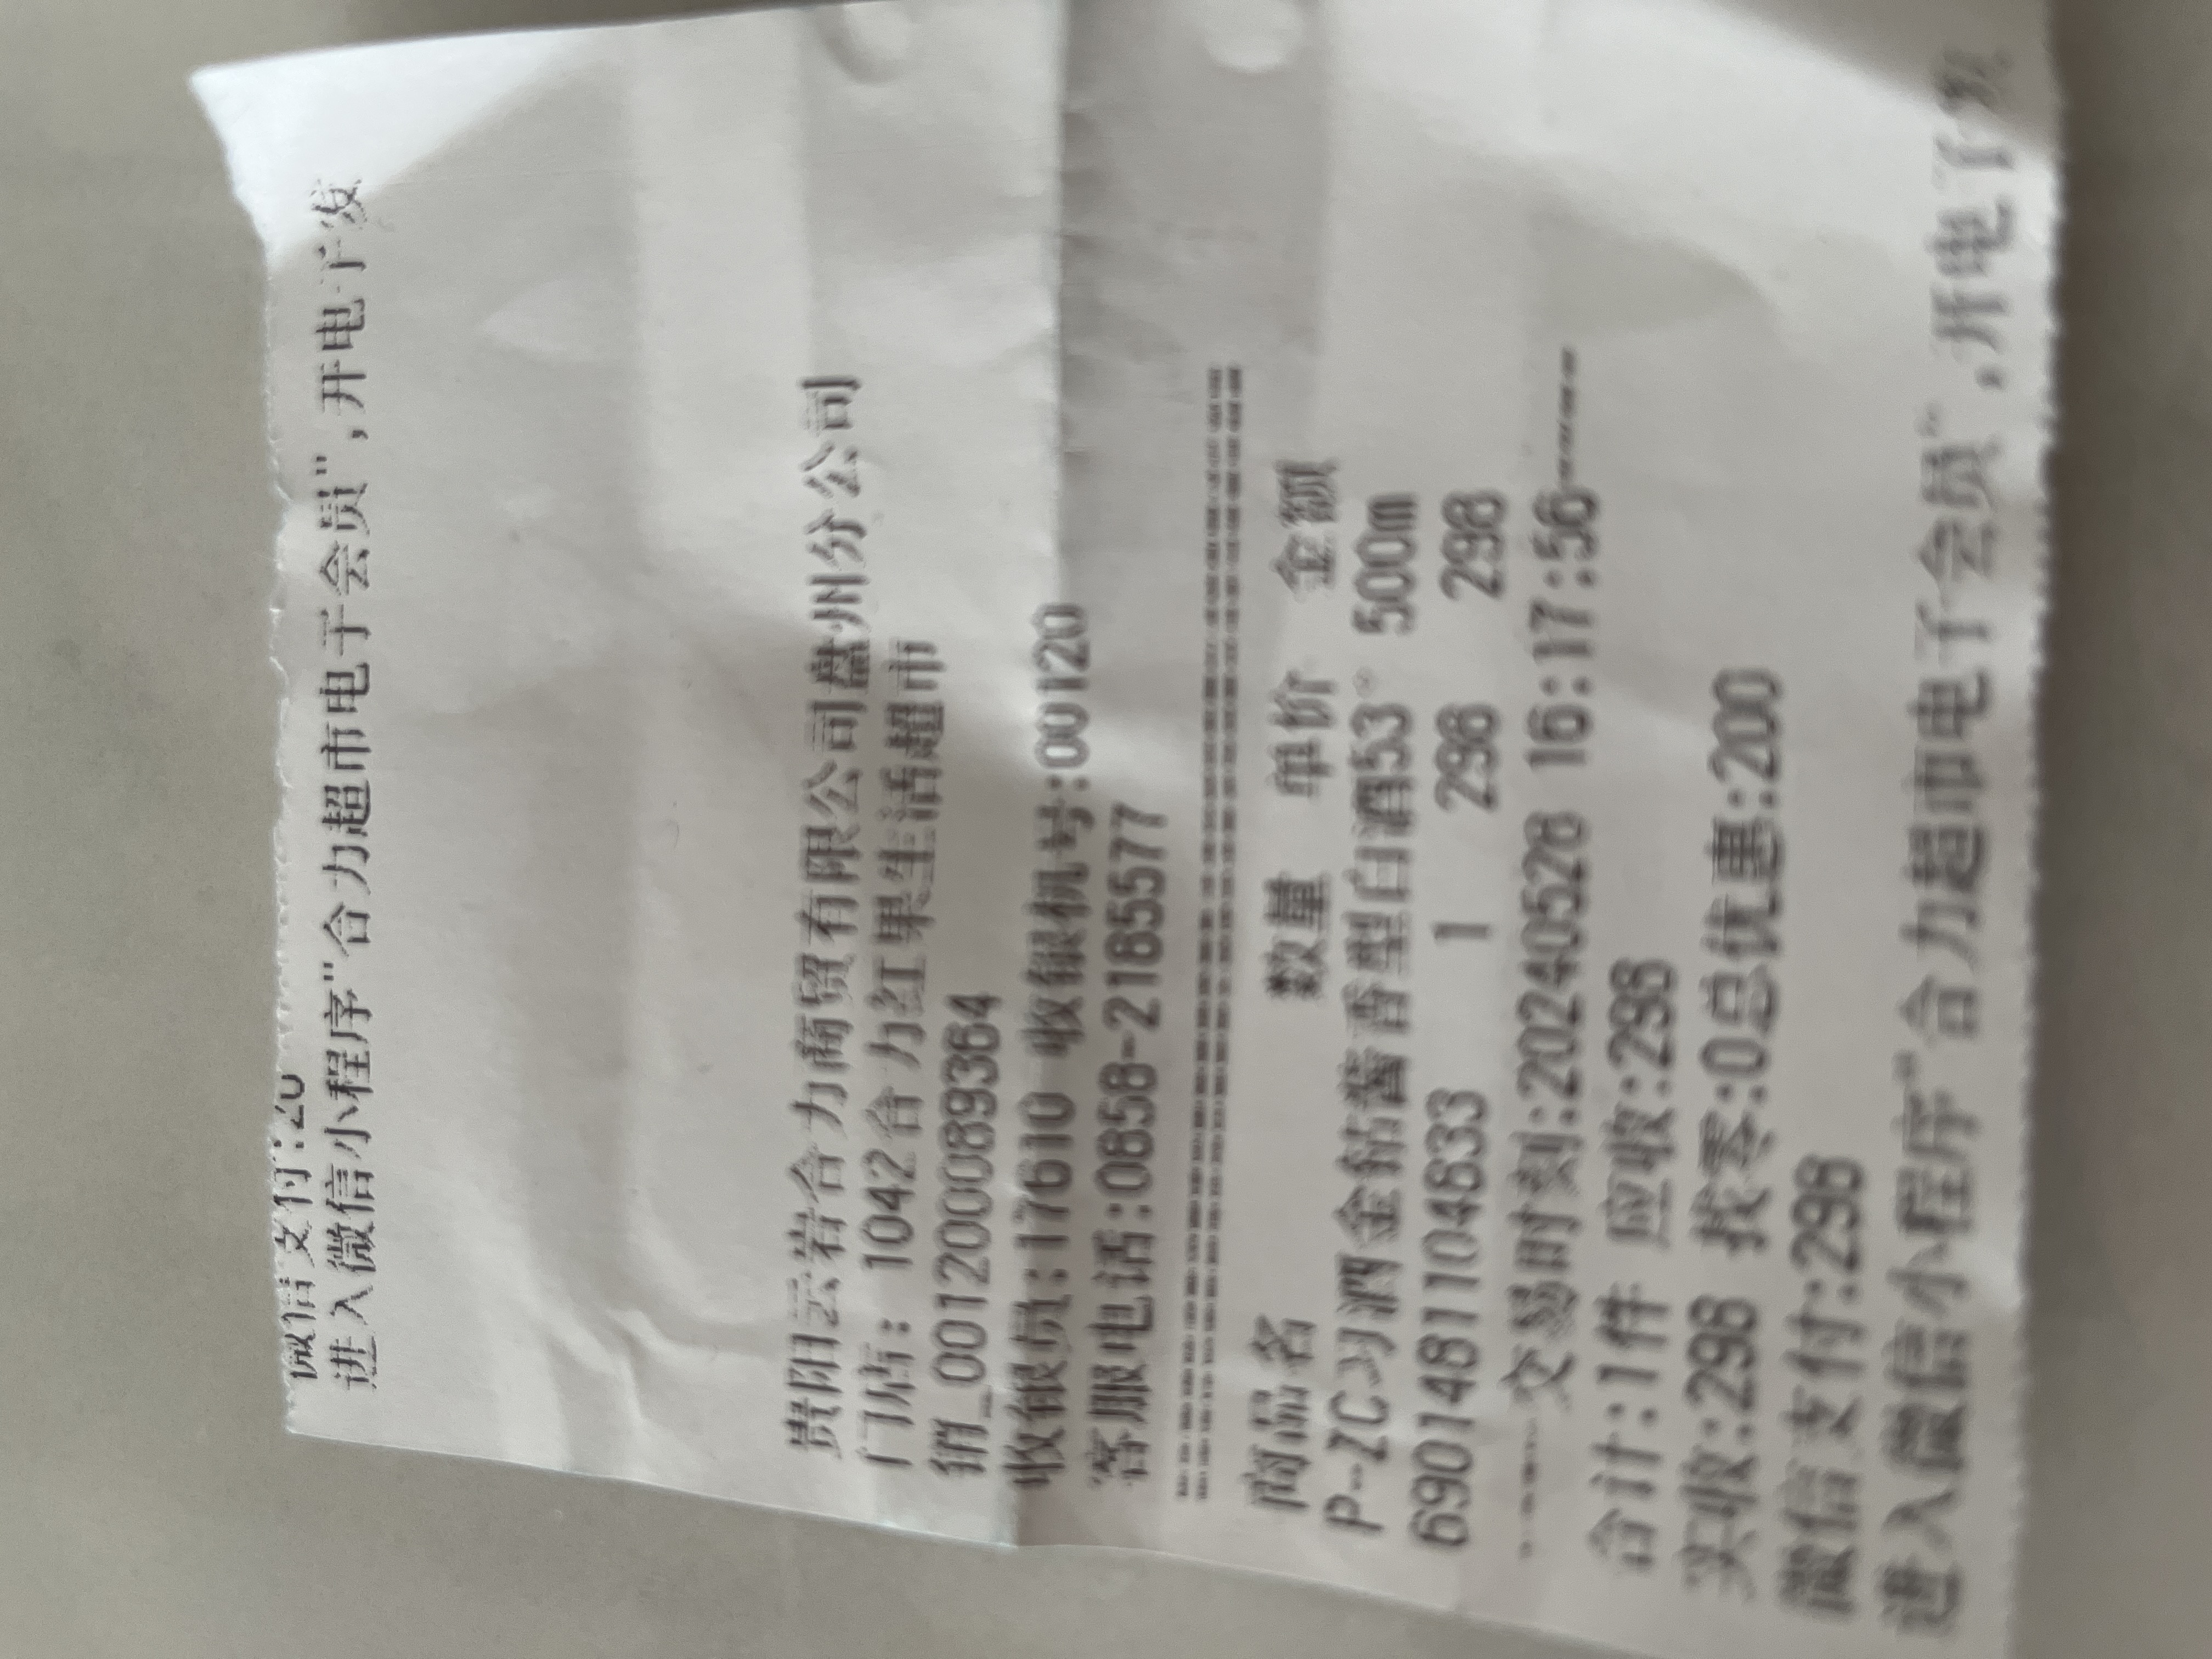 微信支付:20
进入微信小程序"合力超市电子会员",开电子发
贵阳云岩合力商贸有限公司盘州分公司
门店: 1042合力红果生活超市
销_00112000089364
收银员:17610 收银机号:001120
客服电话:0858-2185577
商品名 数量 单价 金额
P-ZC习酒金钻酱香型白酒53° 500m
6901481104833 1 298 298
交易时刻:20240528 16:17:56
合计:1件 应收:298
实收:298 找零:0总优惠:200
微信支付:298
进入微信小程序"合力超市电子会员",开电子发